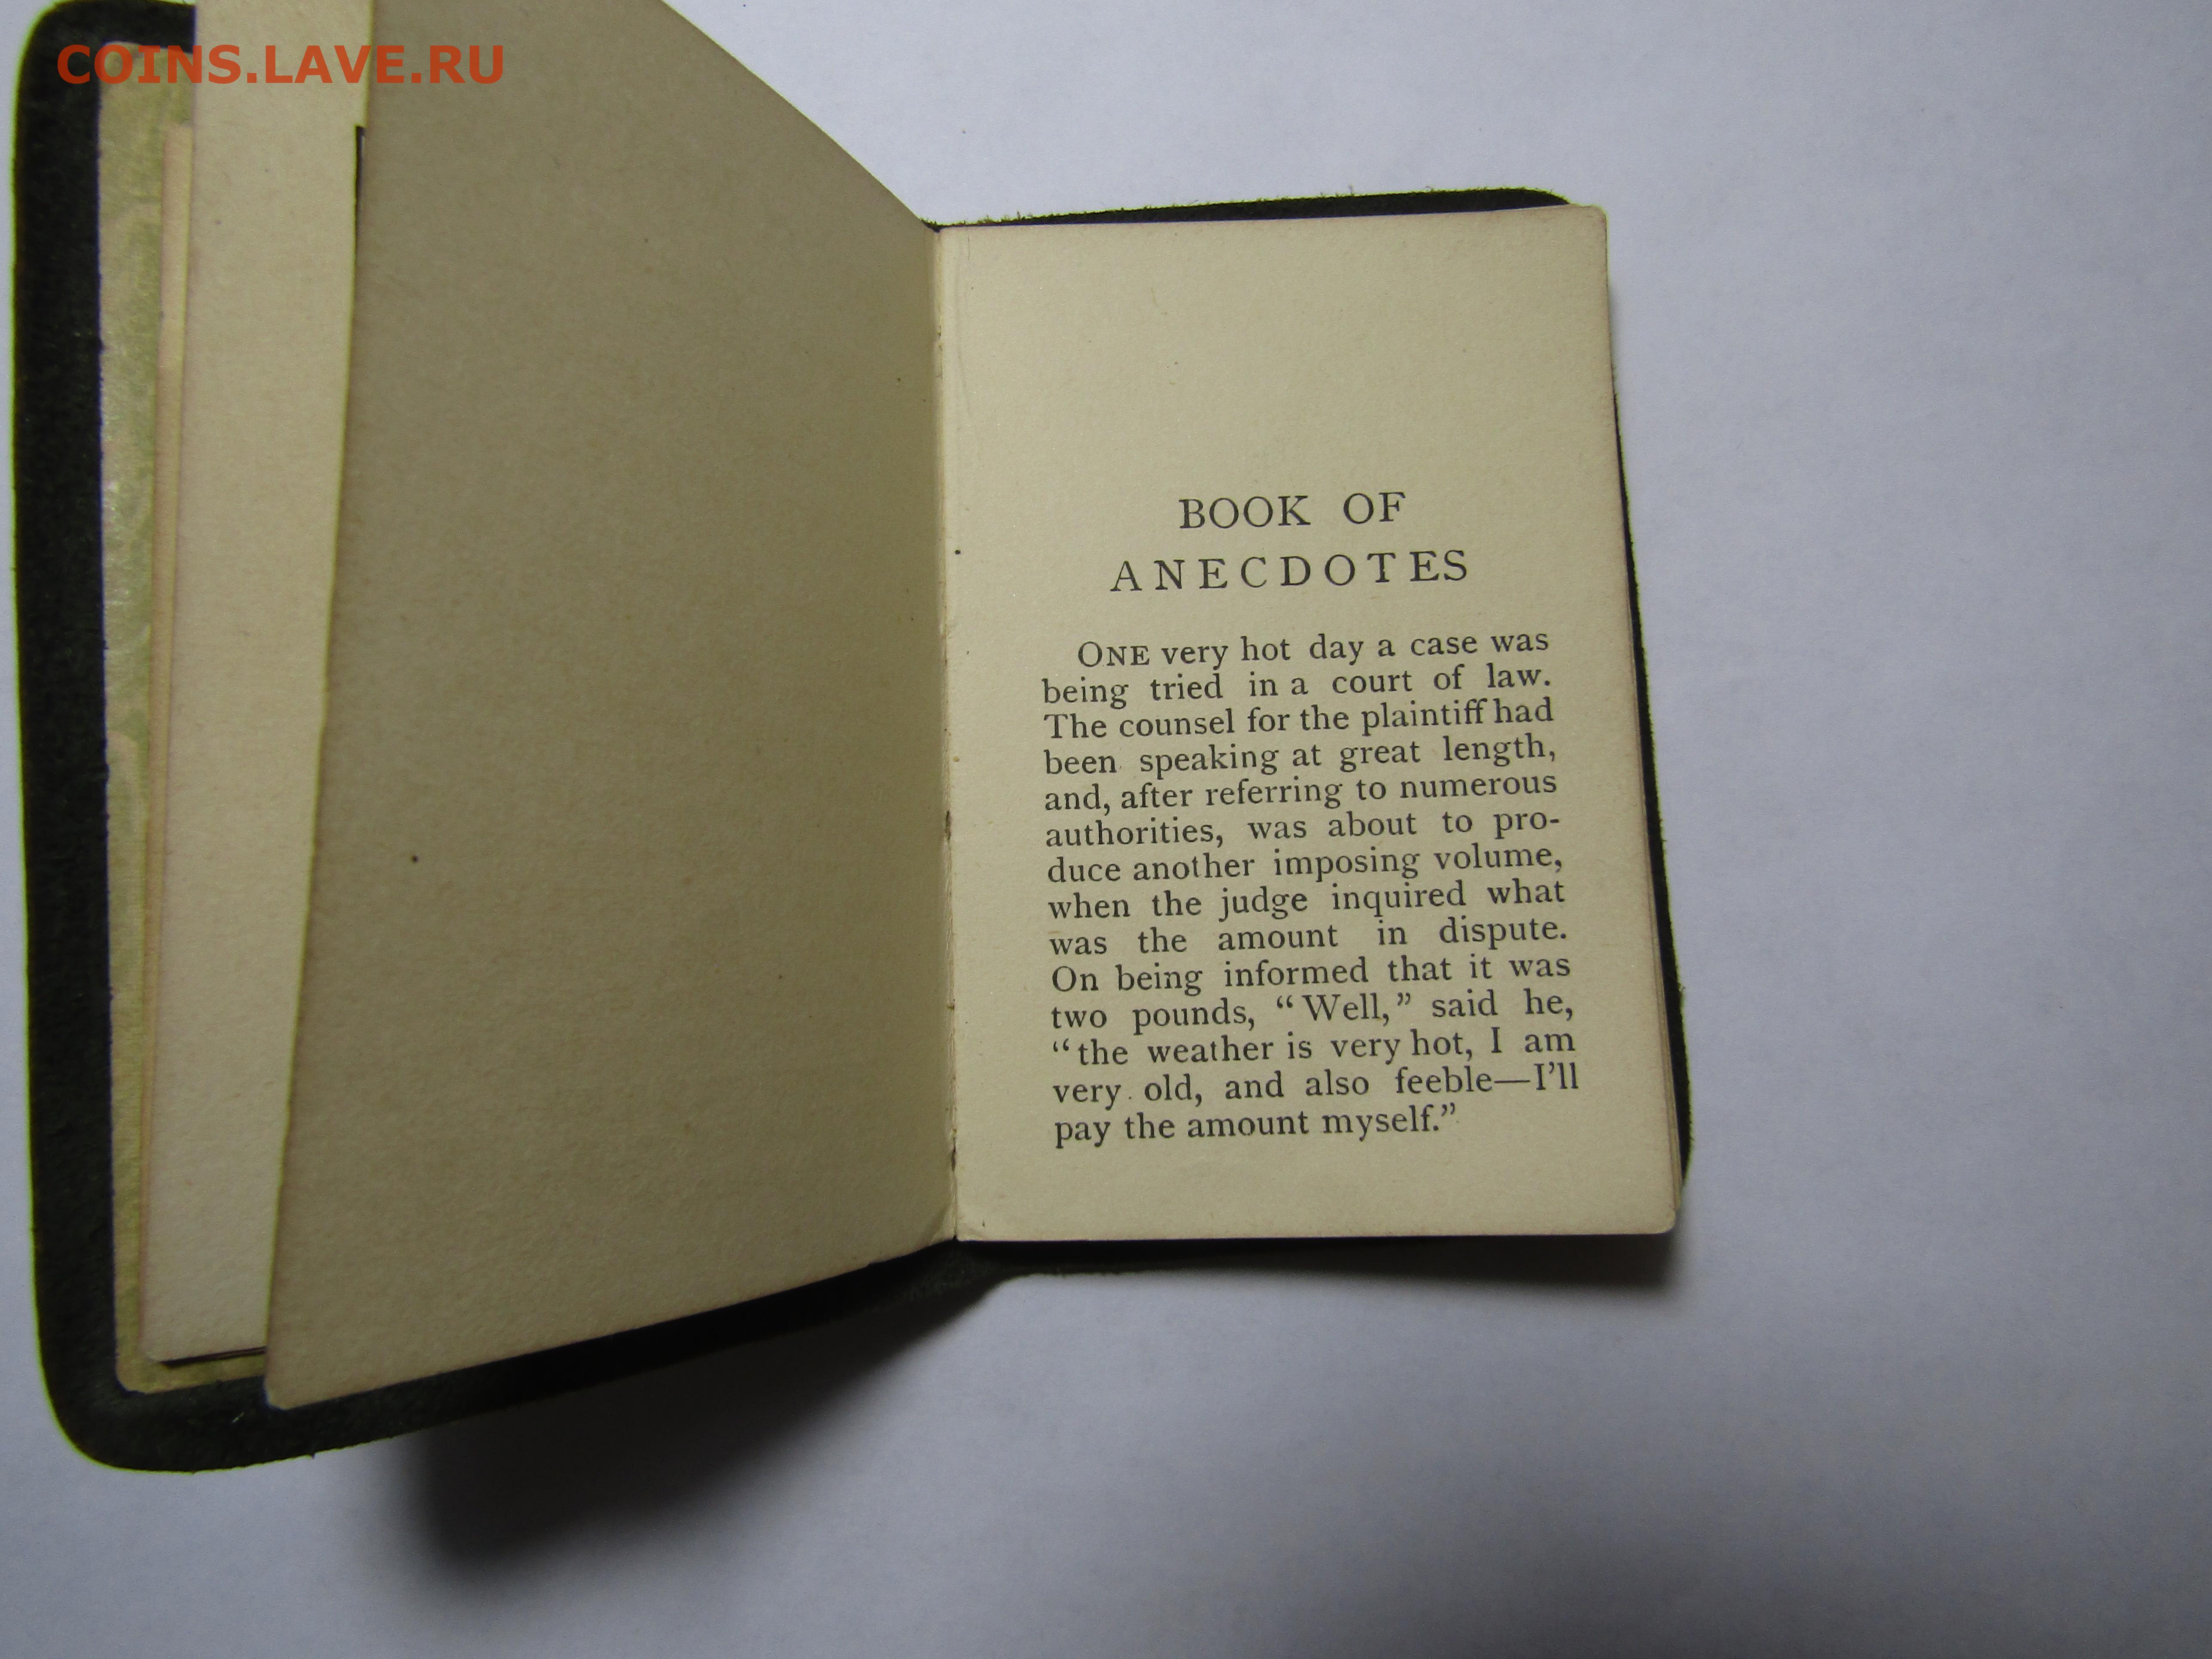 COINS.LAVE.RU
BOOK OF
ANECDOTES
ONE very hot day a case was
being tried in a court of law.
The counsel for the plaintiff had
been speaking at great length,
and, after referring to numerous
authorities, was about to pro-
duce another imposing volume,
when the judge inquired what
was the amount in dispute.
On being informed that it was
two pounds, “Well,” said he,
“the weather is very hot, I am
very old, and also feeble—I’ll
pay the amount myself.”